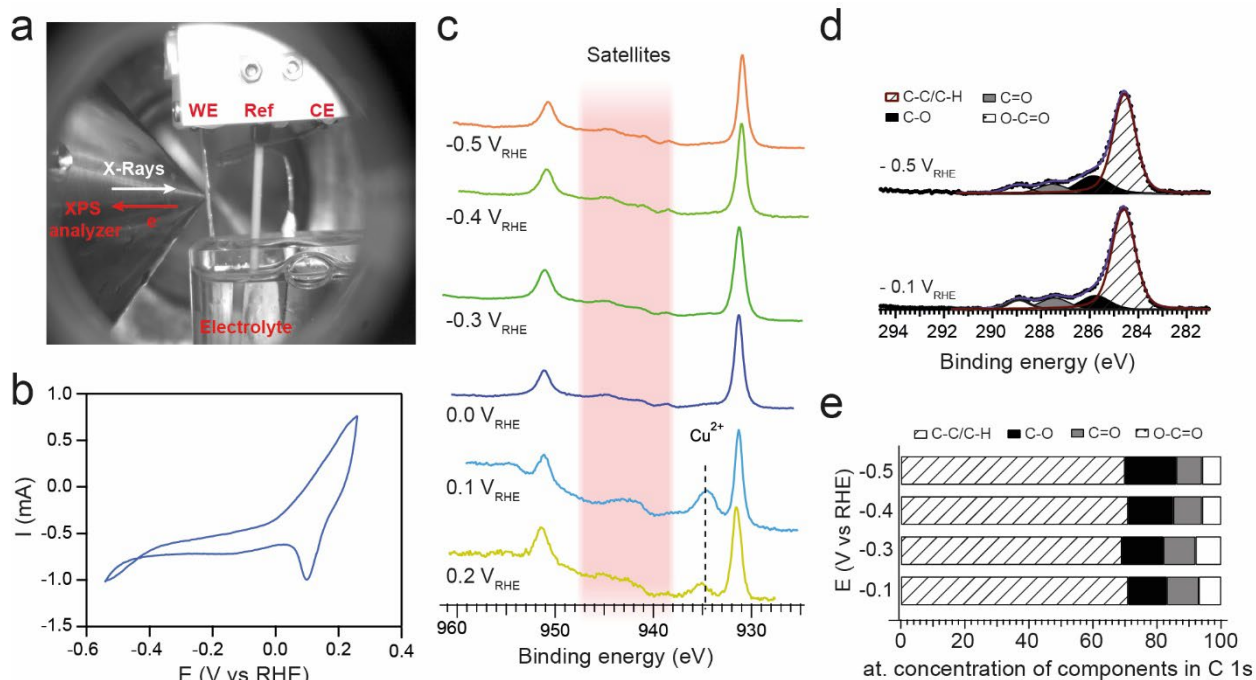 a
WE Ref CE
X-Rays
XPS
analyzer
e
Electrolyte
b
I (mA)
1.0
0.5
0.0
-0.5
-1.0
-1.5
-0.6 -0.4 -0.2 0.0 0.2 0.4
E (V vs RHE)
c
Satellites
-0.5 VRHE
-0.4 VRHE
-0.3 VRHE
0.0 VRHE
Cu2+
0.1 VRHE
0.2 VRHE
960 950 940 930
Binding energy (eV)
d
C-C/C-H C=O
C-O O-C=O
- 0.5 VRHE
- 0.1 VRHE
294 292 290 288 286 284 282
Binding energy (eV)
e
C-C/C-H C-O C=O O-C=O
E (V vs RHE)
-0.5
-0.4
-0.3
-0.1
0 20 40 60 80 100
at. concentration of components in C 1s